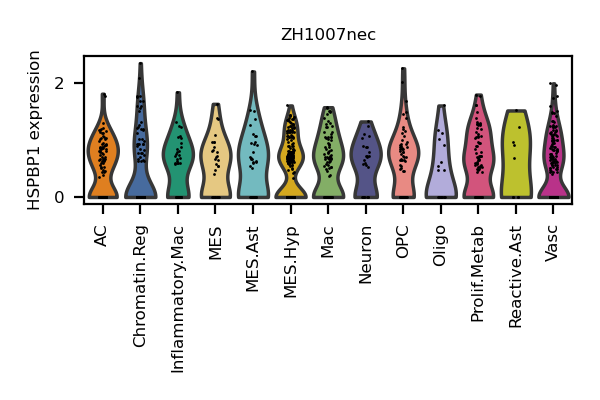 ZH1007nec
HSPBP1 expression
2
0
AC
Chromatin.Reg
Inflammatory.Mac
MES
MES.Ast
MES.Hyp
Mac
Neuron
OPC
Oligo
Prolif.Metab
Reactive.Ast
Vasc